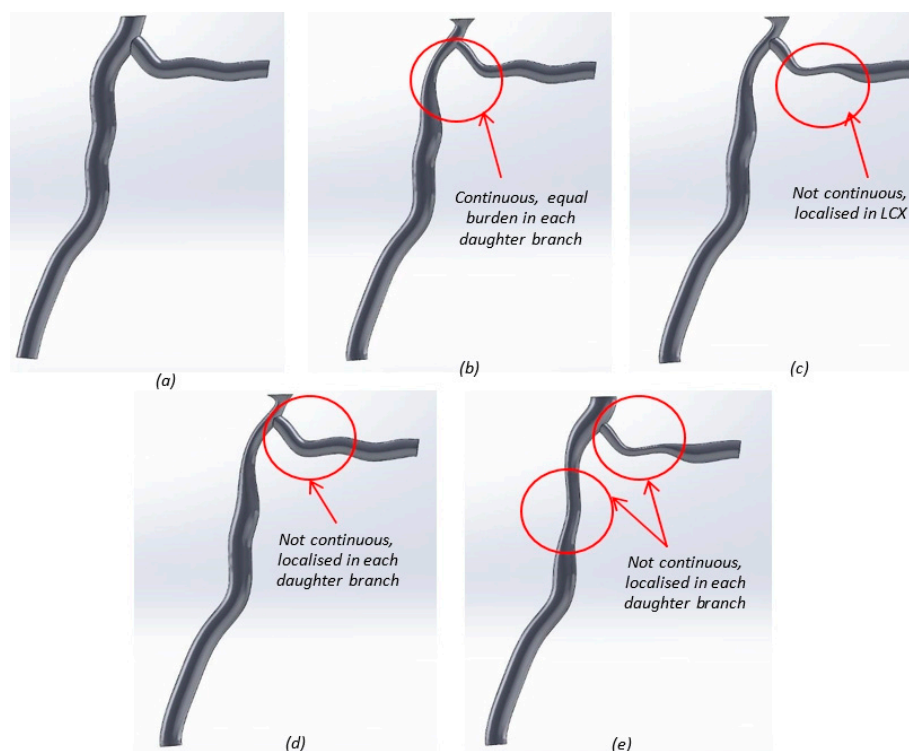 Continuous, equal
burden in each
daughter branch
Not continuous,
localised in LCX
(a)
(b)
(c)
Not continuous,
localised in each
daughter branch
Not continuous,
localised in each
daughter branch
(d)
(e)